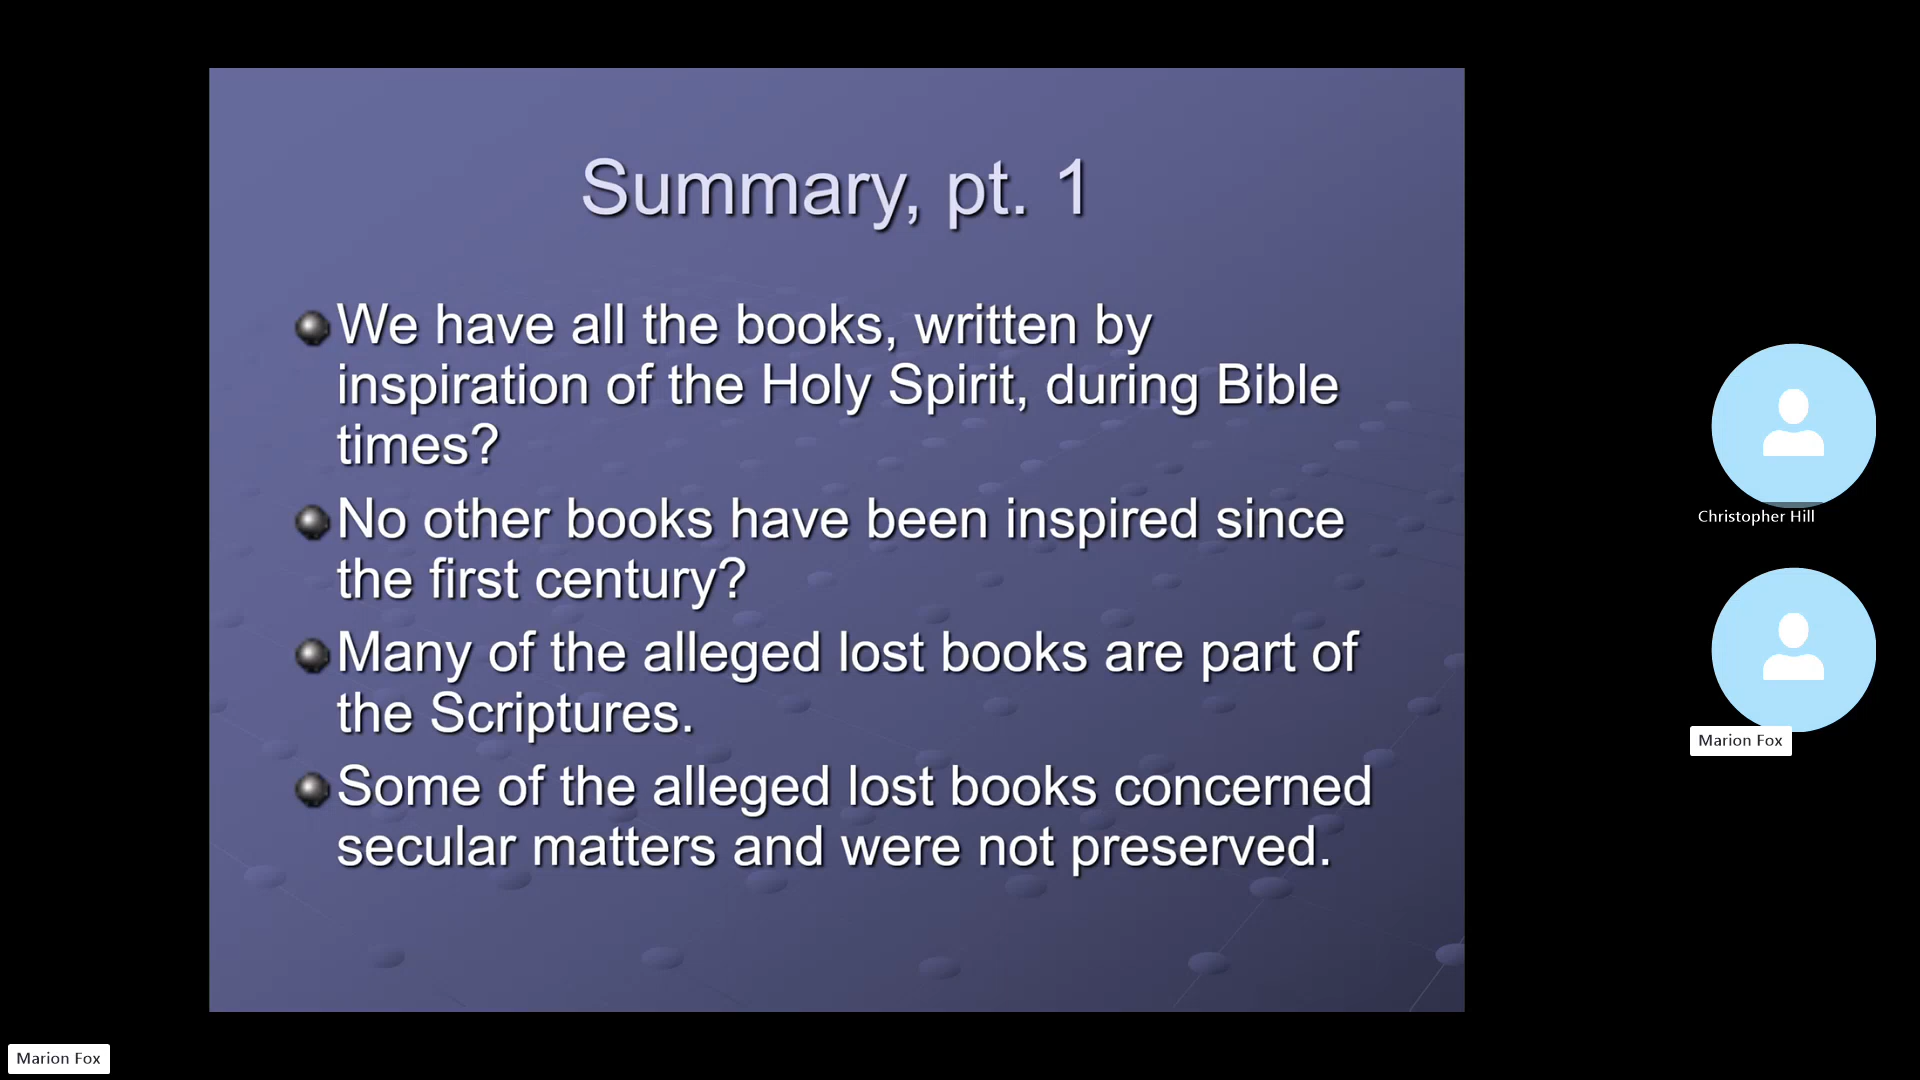 Summary, pt. 1
We have all the books, written by
inspiration of the Holy Spirit, during Bible
times?
No other books have been inspired since
the first century?
Many of the alleged lost books are part of
the Scriptures.
Some of the alleged lost books concerned
secular matters and were not preserved.
Christopher Hill
Marion Fox
Marion Fox